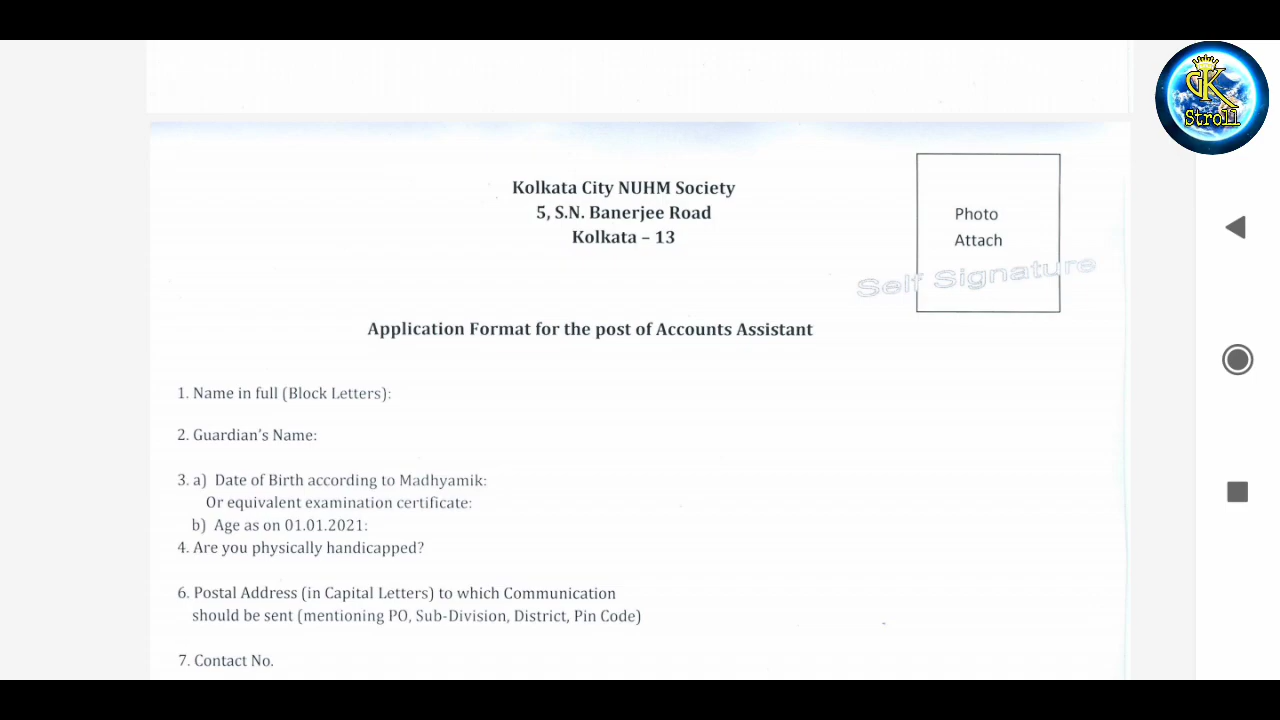 GK
Stroll
Kolkata City NUHM Society
5, S.N. Banerjee Road
Kolkata – 13
Photo
Attach
Self Signature
Application Format for the post of Accounts Assistant
1. Name in full (Block Letters):
2. Guardian's Name:
3. a) Date of Birth according to Madhyamik:
Or equivalent examination certificate:
b) Age as on 01.01.2021:
4. Are you physically handicapped?
6. Postal Address (in Capital Letters) to which Communication
should be sent (mentioning PO, Sub-Division, District, Pin Code)
7. Contact No.